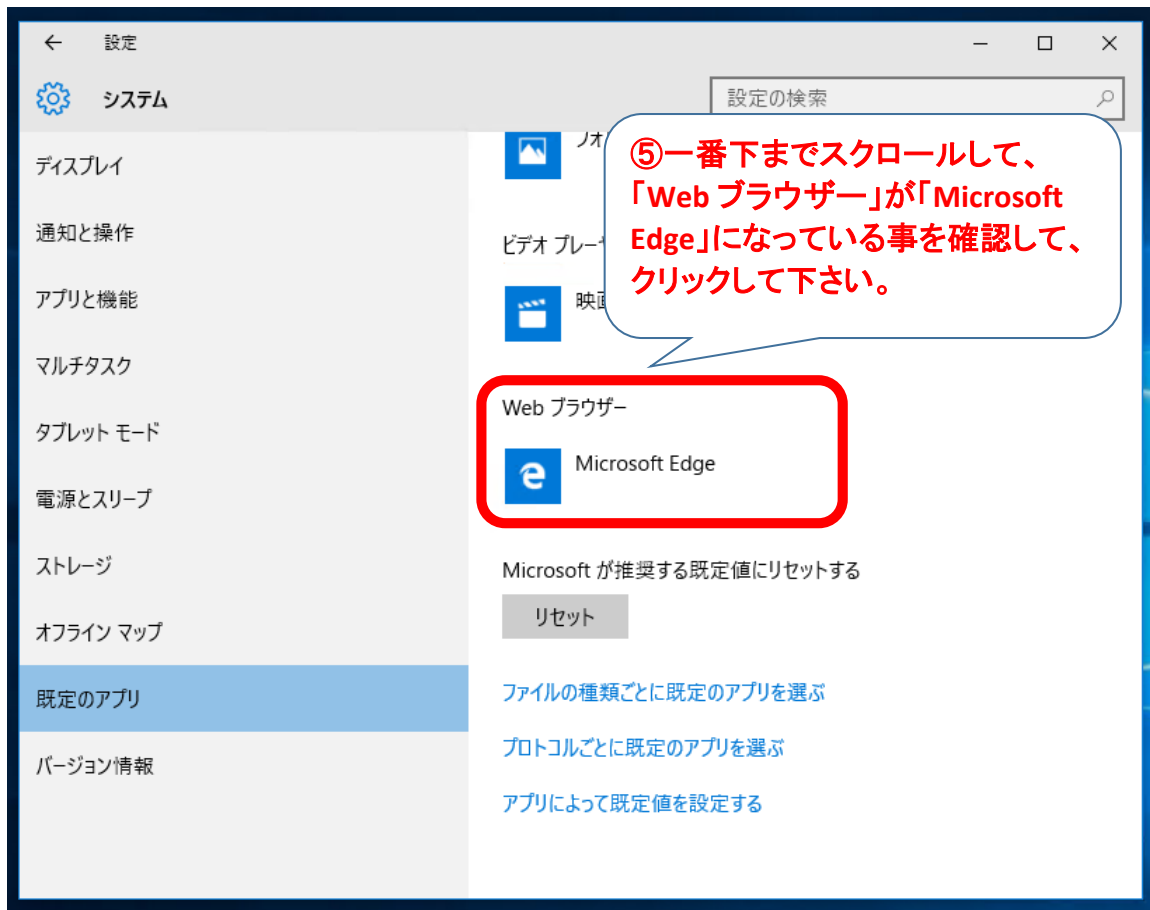 設定
システム
設定の検索
ディスプレイ
通知と操作
アプリと機能
マルチタスク
タブレット モード
電源とスリープ
ストレージ
オフライン マップ
既定のアプリ
バージョン情報
⑤一番下までスクロールして、
「Web ブラウザー」が「Microsoft
Edge」になっている事を確認して、
クリックして下さい。
ビデオ プレー
Web ブラウザー
Microsoft Edge
Microsoft が推奨する既定値にリセットする
リセット
ファイルの種類ごとに既定のアプリを選ぶ
プロトコルごとに既定のアプリを選ぶ
アプリによって既定値を設定する